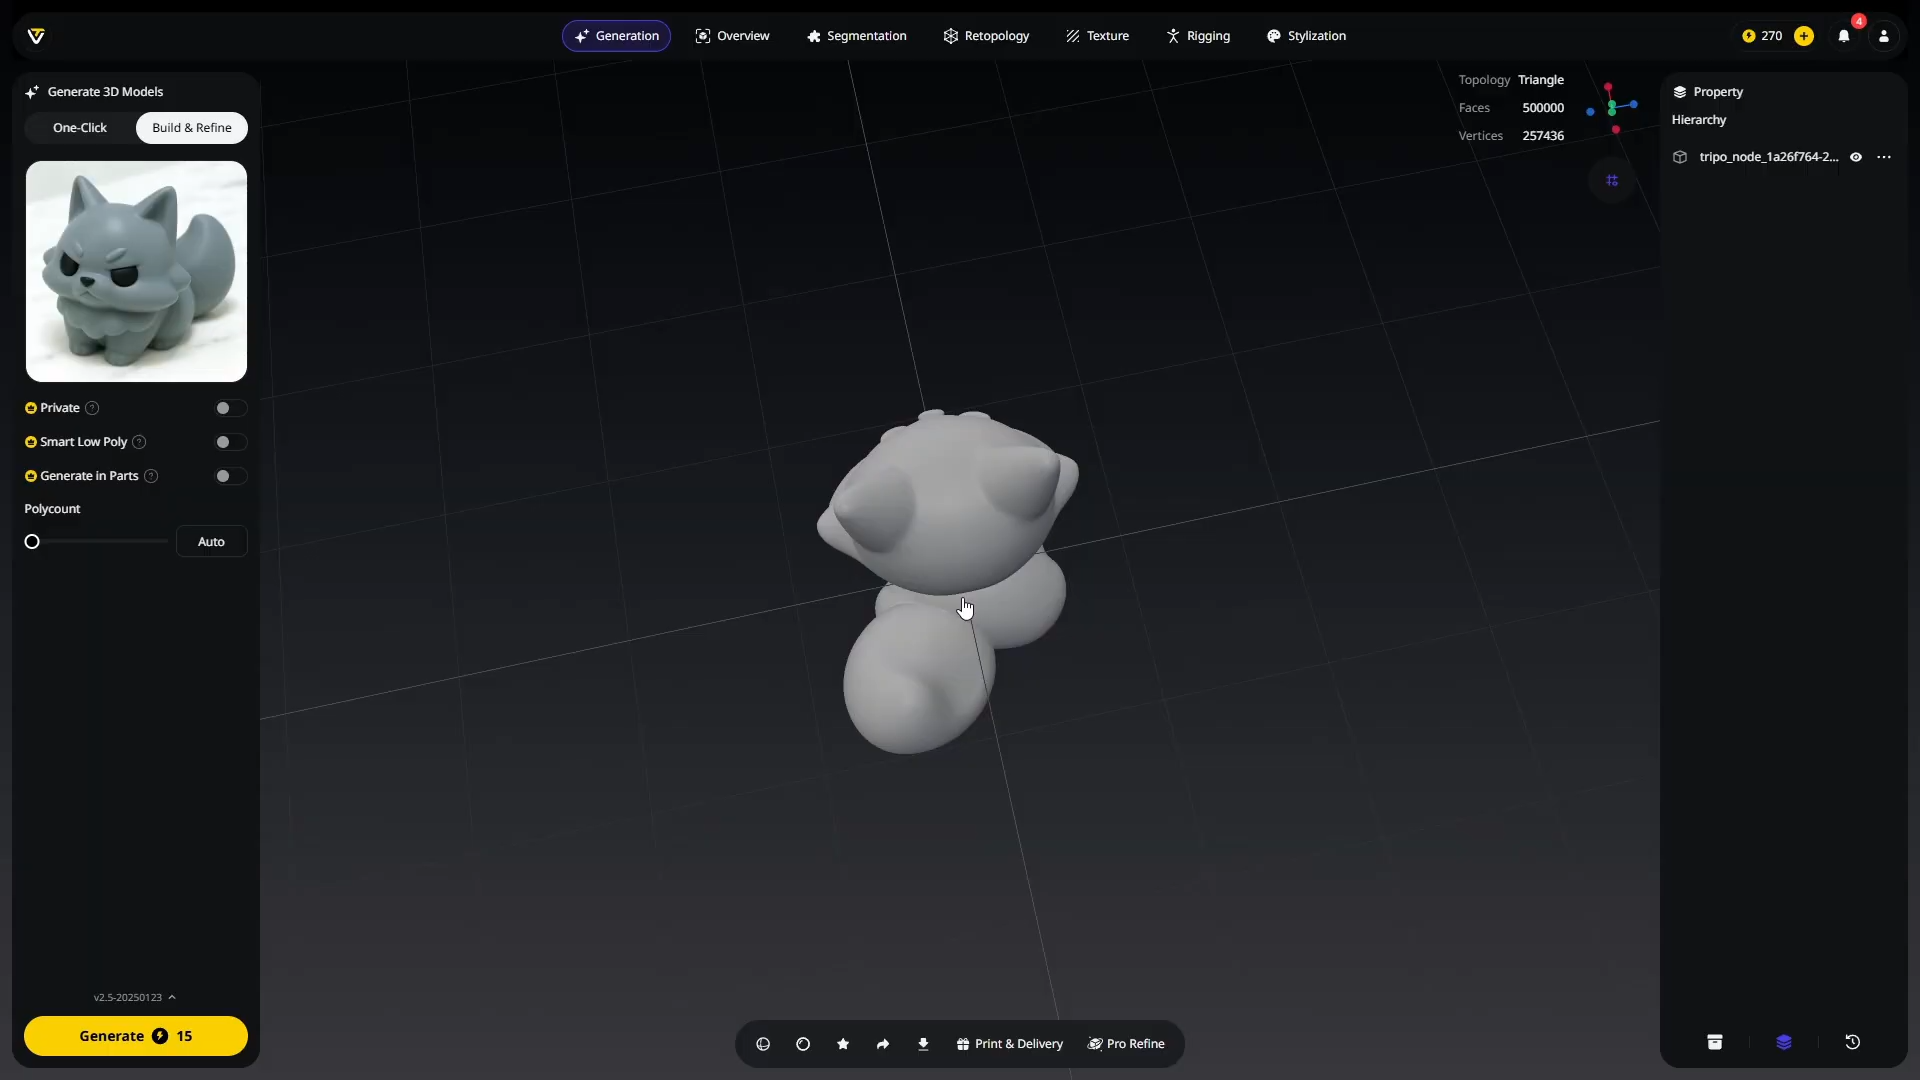 Generation
Overview
Segmentation
Retopology
Texture
Rigging
Stylization
270
4
Generate 3D Models
One-Click
Build & Refine
Private
Smart Low Poly
Generate in Parts
Polycount
Auto
v2.5-20250123
Generate 15
Topology Triangle
Faces 500000
Vertices 257436
Print & Delivery
Pro Refine
Property
Hierarchy
tripo_node_1a26f764-2...